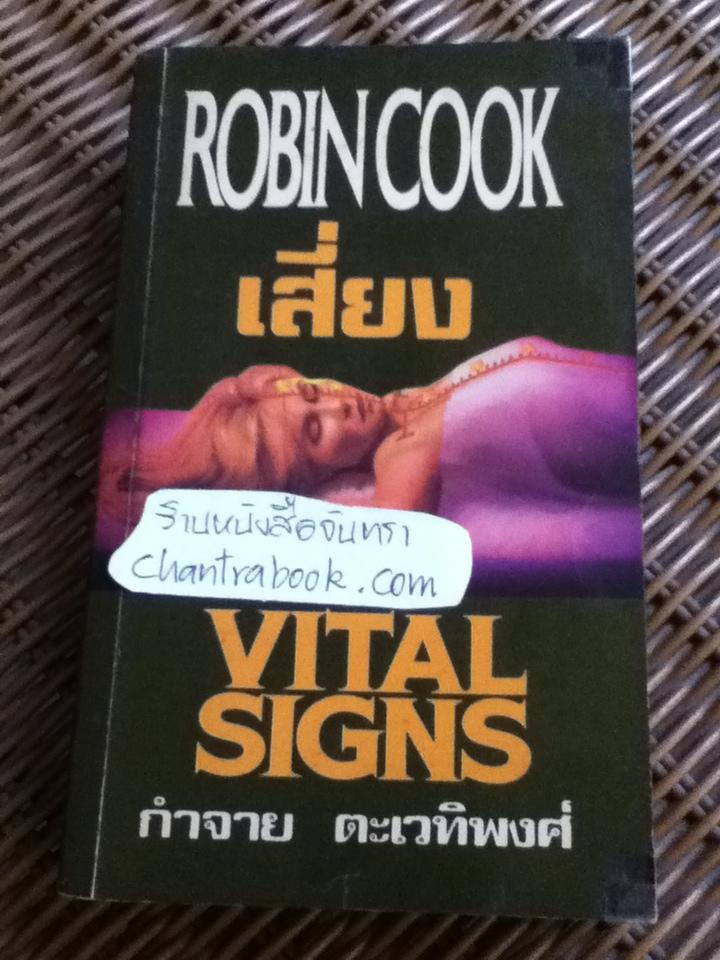 ROBIN COOK
เสี่ยง
ร้านหนังสือจันทรา
chantrabook.com
VITAL
SIGNS
กำจาย ตะเวทิพงศ์